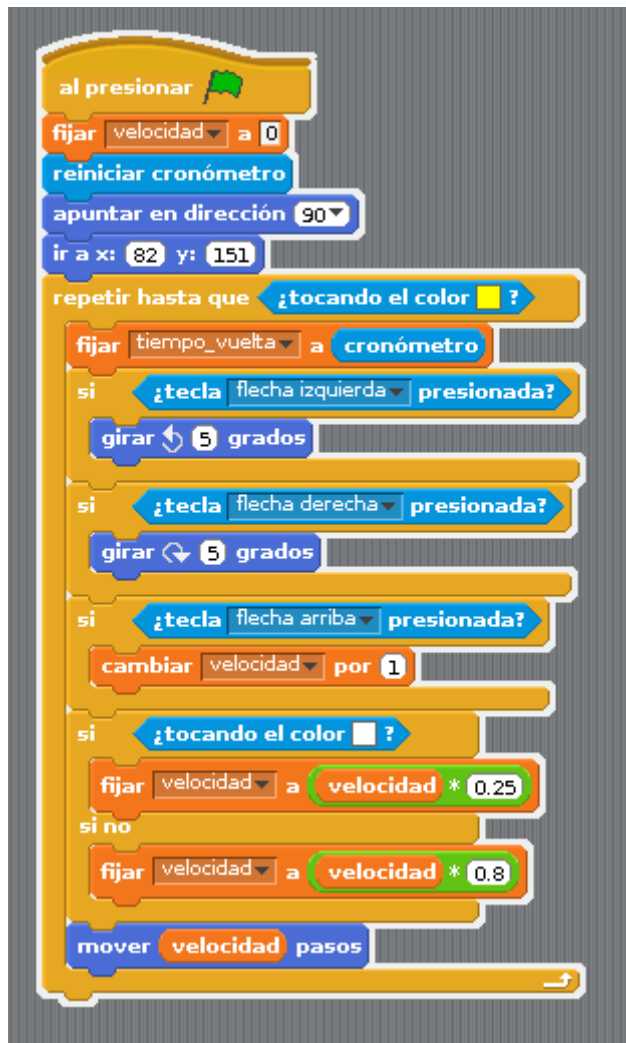 al presionar
fijar velocidad a 0
reiniciar cronómetro
apuntar en dirección 90
ir a x: 82 y: 151
repetir hasta que ¿tocando el color ?
fijar tiempo_vuelta a cronómetro
si ¿tecla flecha izquierda presionada?
girar 5 grados
si ¿tecla flecha derecha presionada?
girar 5 grados
si ¿tecla flecha arriba presionada?
cambiar velocidad por 1
si ¿tocando el color ?
fijar velocidad a velocidad * 0.25
si no
fijar velocidad a velocidad * 0.8
mover velocidad pasos